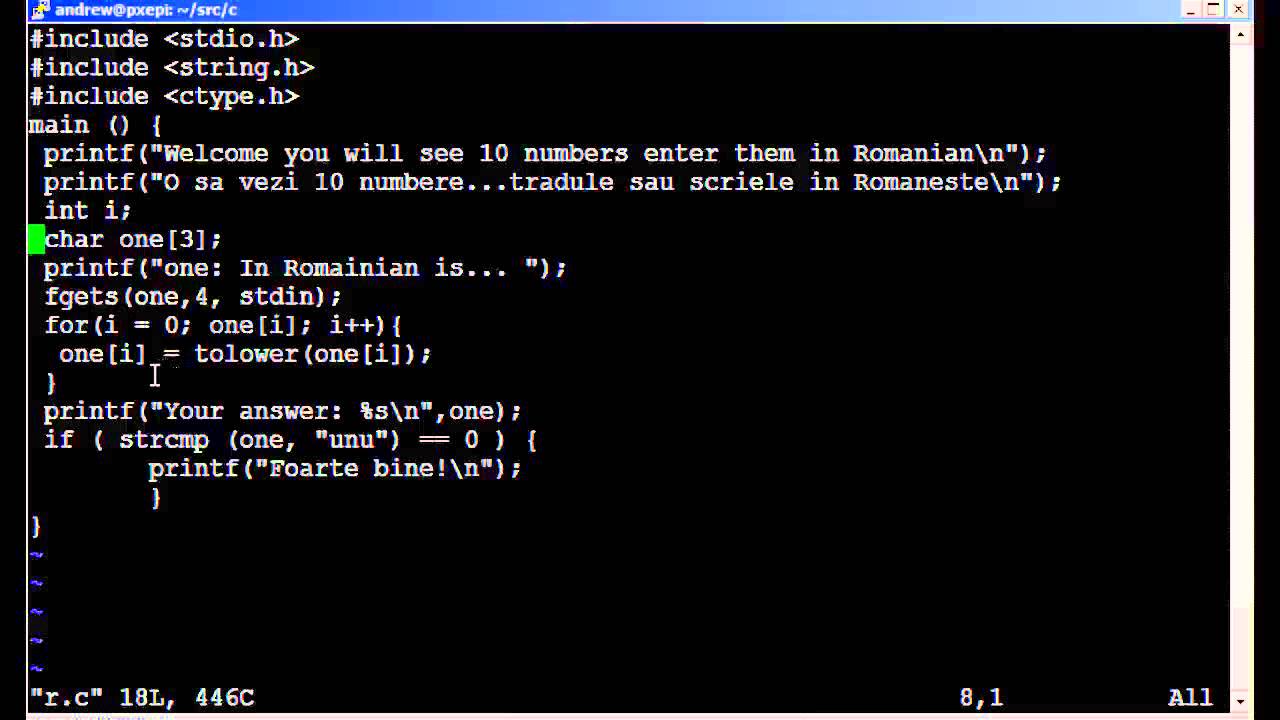 andrew@pxepi: ~/src/c
#include <stdio.h>
#include <string.h>
#include <ctype.h>
main () {
 printf("Welcome you will see 10 numbers enter them in Romanian\n");
 printf("O sa vezi 10 numbere...tradule sau scriele in Romaneste\n");
 int i;
 char one[3];
 printf("one: In Romainian is... ");
 fgets(one,4, stdin);
 for(i = 0; one[i]; i++){
  one[i] = tolower(one[i]);
 }
 printf("Your answer: %s\n",one);
 if ( strcmp (one, "unu") == 0 ) {
        printf("Foarte bine!\n");
        }
}
~
~
~
~
~
"r.c" 18L, 446C 8,1 All